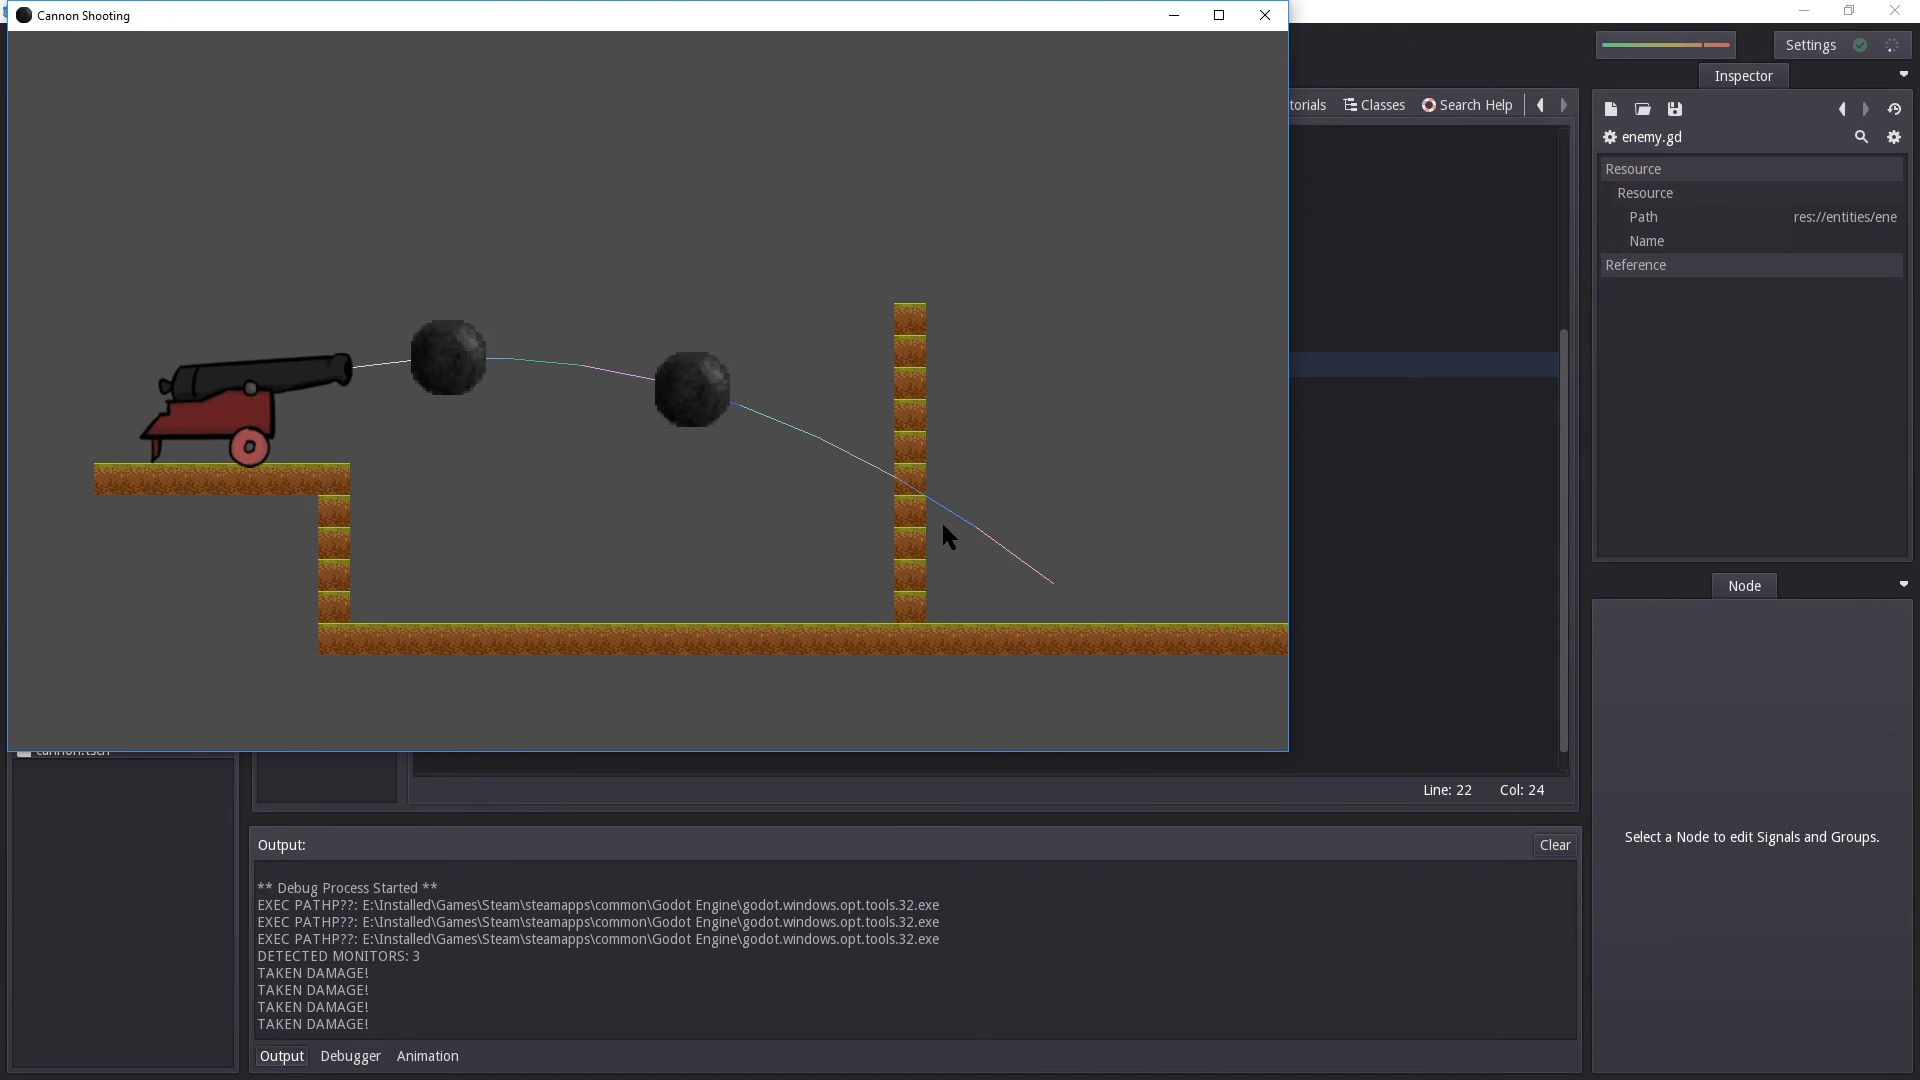 Cannon Shooting
Settings
Inspector
torials
Classes
Search Help
enemy.gd
Resource
Resource
Path
res://entities/ene
Name
Reference
Node
cannon.tscn
Line: 22
Col: 24
Select a Node to edit Signals and Groups.
Output:
Clear
** Debug Process Started **
EXEC PATHP??: E:\Installed\Games\Steam\steamapps\common\Godot Engine\godot.windows.opt.tools.32.exe
EXEC PATHP??: E:\Installed\Games\Steam\steamapps\common\Godot Engine\godot.windows.opt.tools.32.exe
EXEC PATHP??: E:\Installed\Games\Steam\steamapps\common\Godot Engine\godot.windows.opt.tools.32.exe
DETECTED MONITORS: 3
TAKEN DAMAGE!
TAKEN DAMAGE!
TAKEN DAMAGE!
TAKEN DAMAGE!
Output
Debugger
Animation